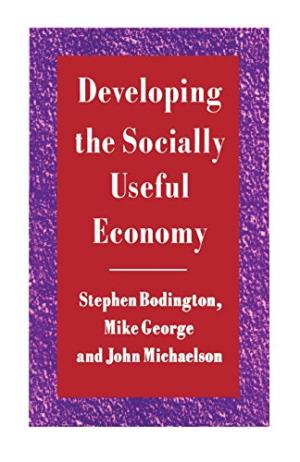 Developing
the Socially
Useful
Economy
Stephen Bodington,
Mike George
and John Michaelson